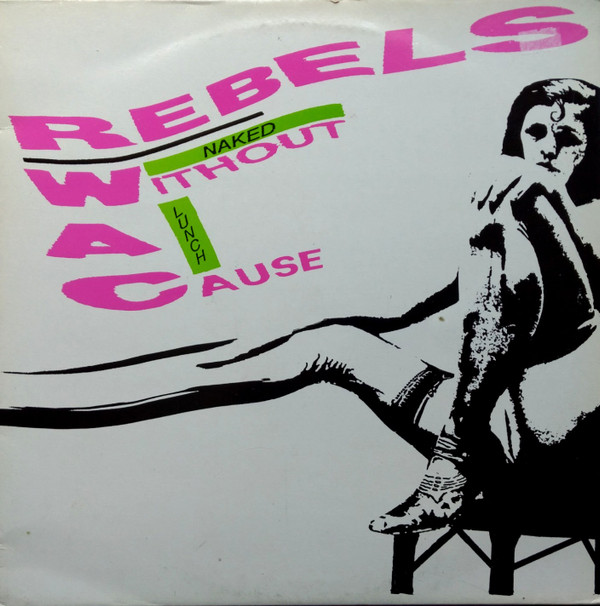 REBELS
NAKED
WITHOUT
A
LUNCH
CAUSE